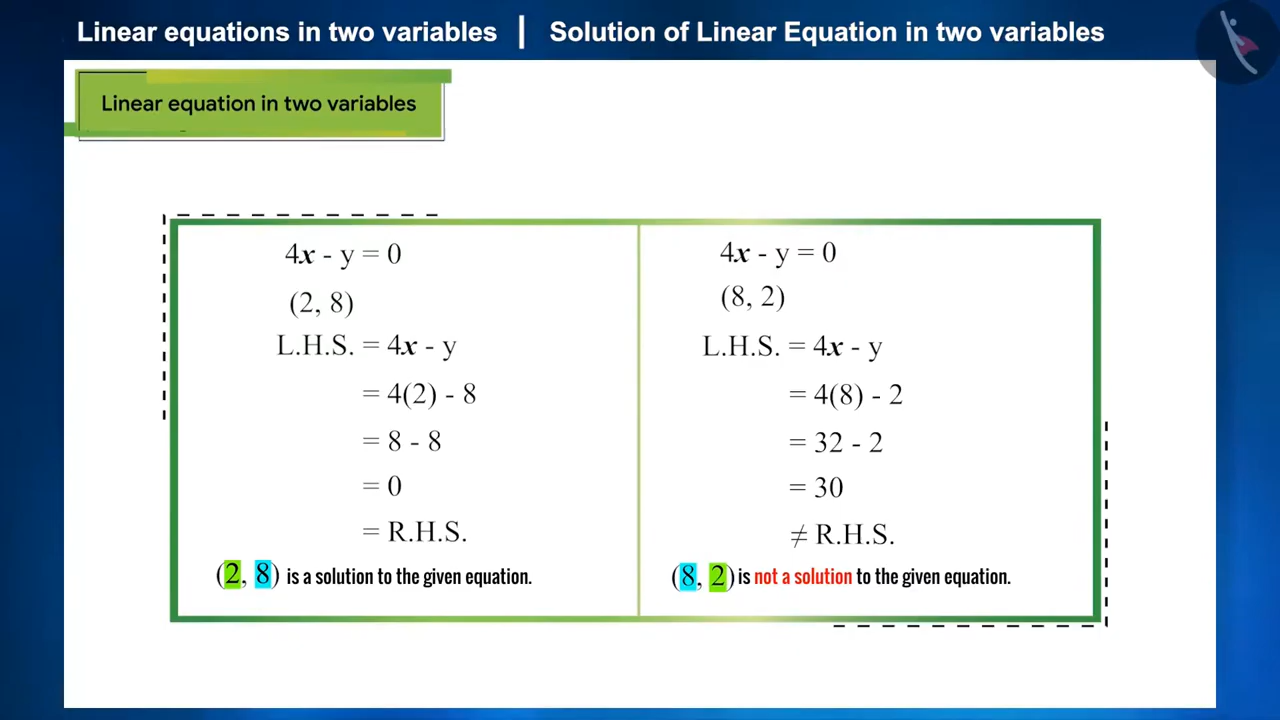 Linear equations in two variables | Solution of Linear Equation in two variables
Linear equation in two variables
4x - y = 0
(2, 8)
L.H.S. = 4x - y
= 4(2) - 8
= 8 - 8
= 0
= R.H.S.
(2, 8) is a solution to the given equation.
4x - y = 0
(8, 2)
L.H.S. = 4x - y
= 4(8) - 2
= 32 - 2
= 30
≠ R.H.S.
(8, 2) is not a solution to the given equation.